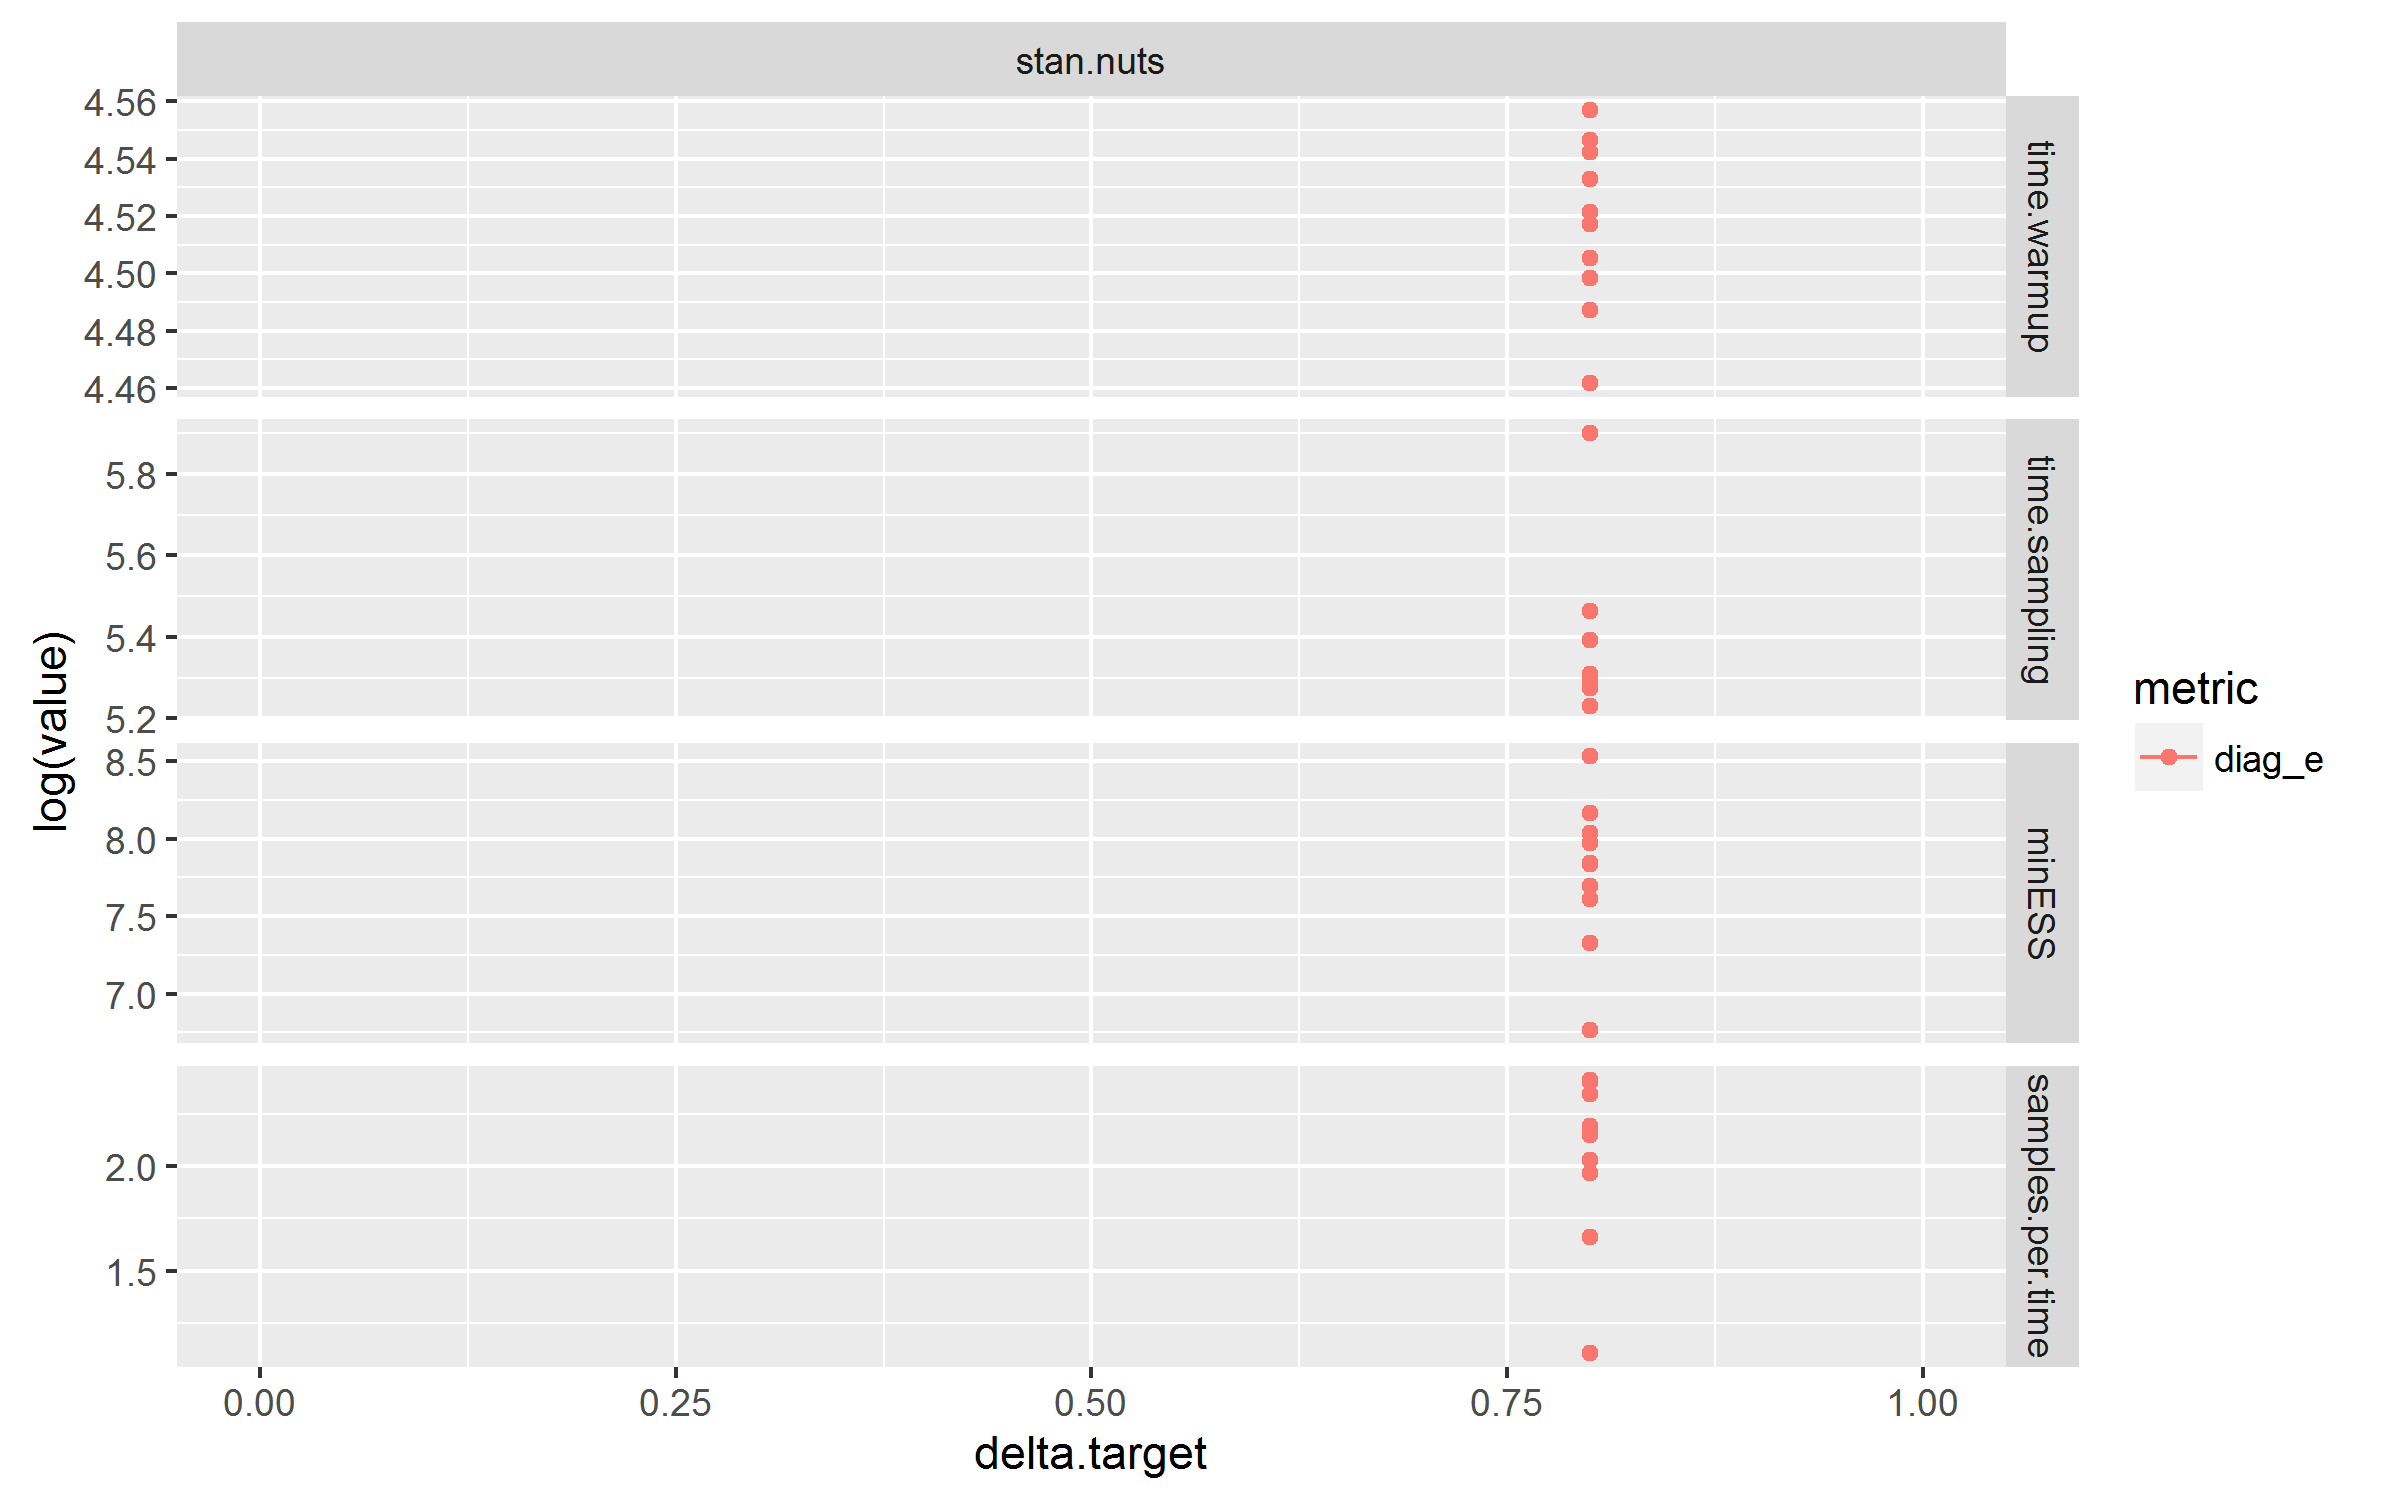 stan.nuts
4.56
4.54
4.52
4.50
4.48
4.46
time.warmup
5.8
5.6
5.4
5.2
time.sampling
8.5
8.0
7.5
7.0
minESS
2.0
1.5
samples.per.time
log(value)
0.00 0.25 0.50 0.75 1.00
delta.target
metric
diag_e